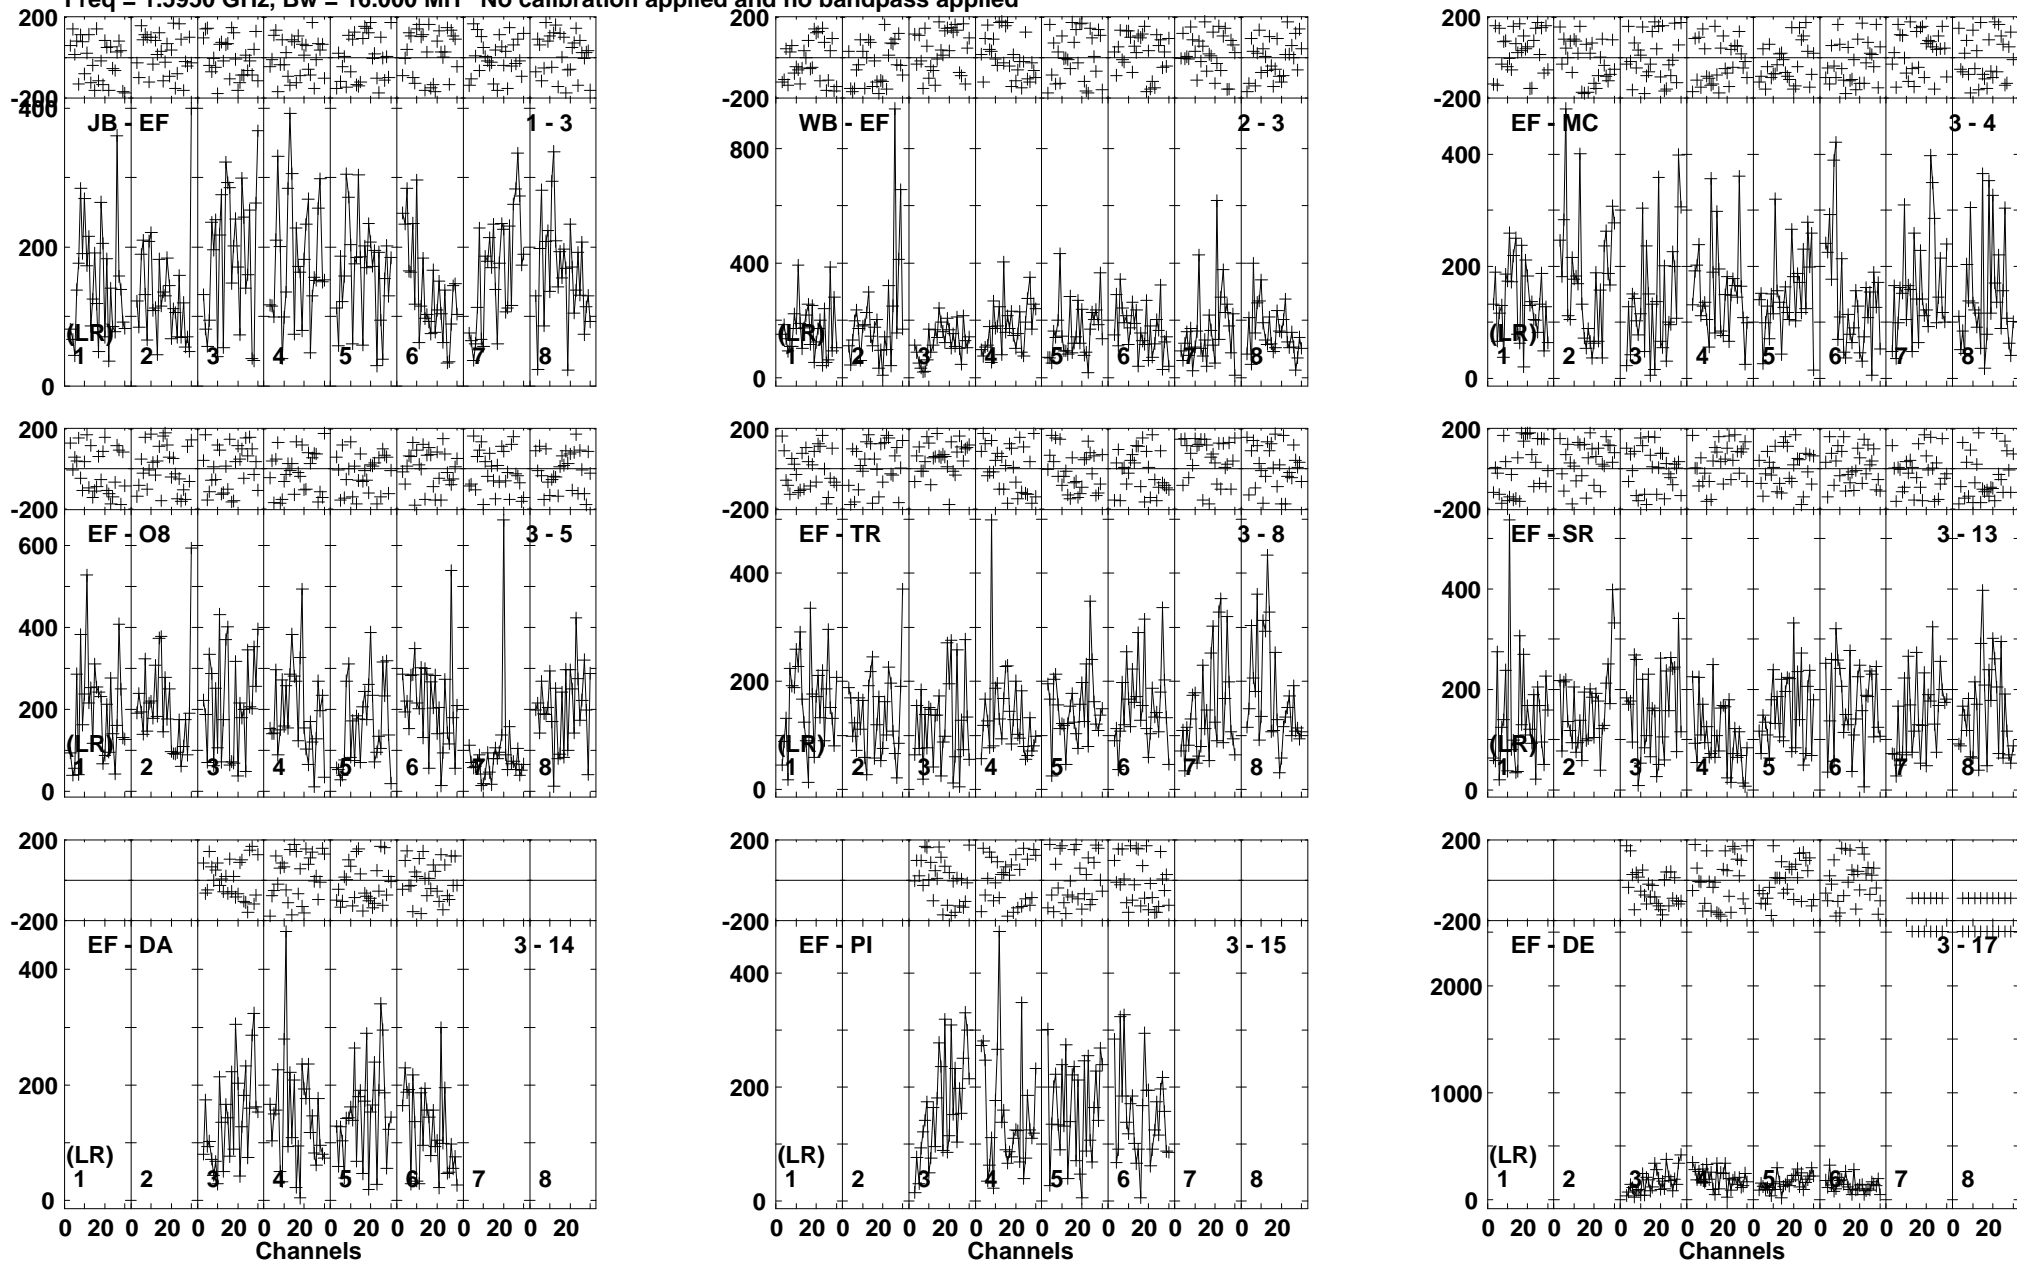 Freq = 1.5950 GHz, Bw = 16.000 MH No calibration applied and no bandpass applied
200 200 200
-200 -200 -200
400
JB - EF 1 - 3 WB - EF 2 - 3 EF - MC 3 - 4
800 400
200 400 200
(LR) (LR) (LR)
1 2 3 4 5 6 7 8 1 2 3 4 5 6 7 8 1 2 3 4 5 6 7 8
0 0 0
200 200 200
-200 -200 -200
EF - O8 3 - 5 EF - TR 3 - 8 EF - SR 3 - 13
600 400 400
400
200 200 200
(LR) (LR) (LR)
1 2 3 4 5 6 7 8 1 2 3 4 5 6 7 8 1 2 3 4 5 6 7 8
0 0 0
200 200 200
-200 -200 -200
EF - DA 3 - 14 EF - PI 3 - 15 EF - DE 3 - 17
400 400 2000
200 200 1000
(LR) (LR) (LR)
1 2 3 4 5 6 7 8 1 2 3 4 5 6 7 8 1 2 3 4 5 6 7 8
0 0 0
0 20 0 20 0 20 0 20 0 20 0 20 0 20 0 20 0 20 0 20 0 20 0 20 0 20 0 20 0 20 0 20 0 20 0 20 0 20 0 20 0 20 0 20 0 20 0 20
Channels Channels Channels